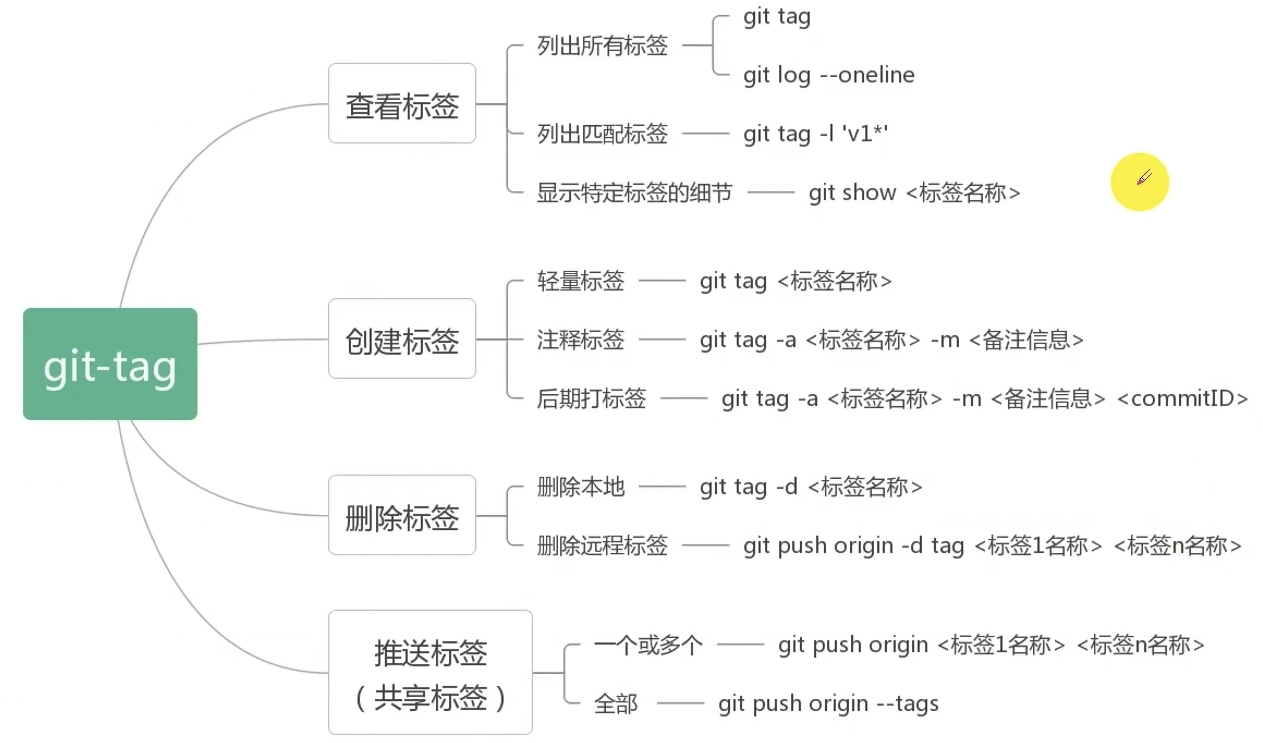 git-tag
查看标签
列出所有标签
git tag
git log --oneline
列出匹配标签
git tag -l 'v1*'
显示特定标签的细节
git show <标签名称>
创建标签
轻量标签
git tag <标签名称>
注释标签
git tag -a <标签名称> -m <备注信息>
后期打标签
git tag -a <标签名称> -m <备注信息> <commitID>
删除标签
删除本地
git tag -d <标签名称>
删除远程标签
git push origin -d tag <标签1名称> <标签n名称>
推送标签
（共享标签）
一个或多个
git push origin <标签1名称> <标签n名称>
全部
git push origin --tags